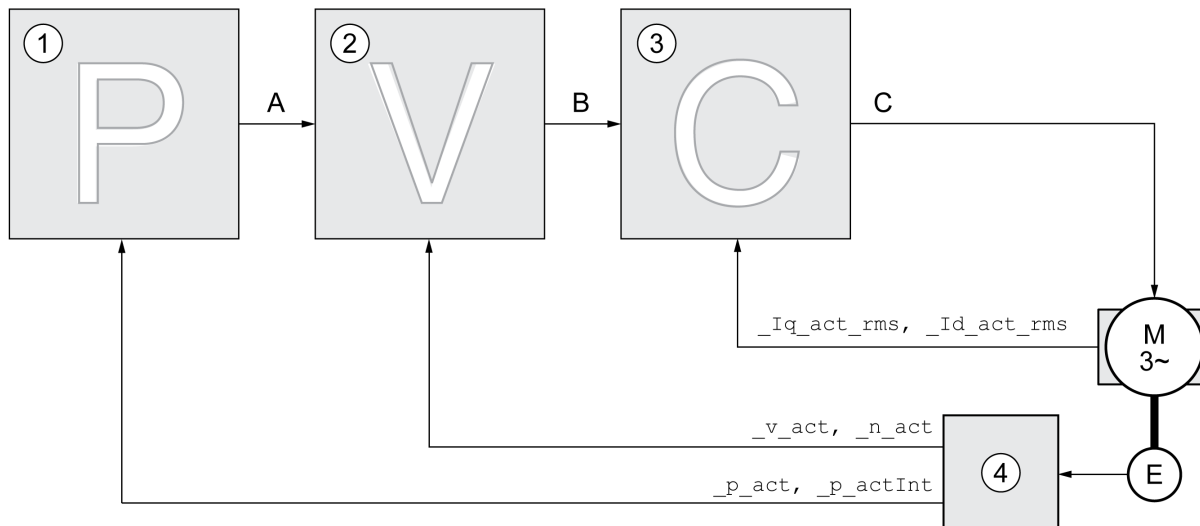 1
P
A
2
V
B
3
C
C
_Iq_act_rms, _Id_act_rms
M
3~
_v_act, _n_act
_p_act, _p_actInt
4
E